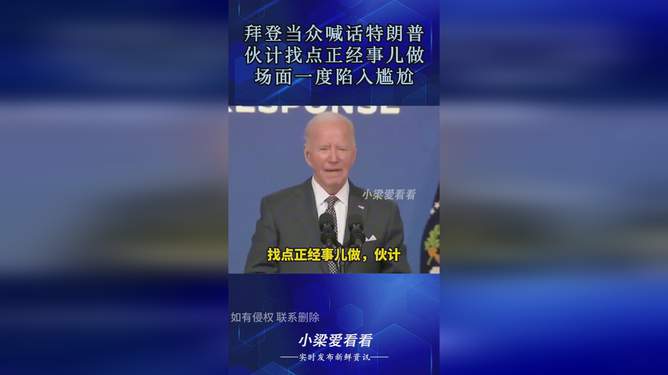 拜登当众喊话特朗普
伙计找点正经事儿做
场面一度陷入尴尬
RESPONSE
小梁爱看看
找点正经事儿做，伙计
如有侵权 联系删除
小梁爱看看
——实时发布新鲜资讯——